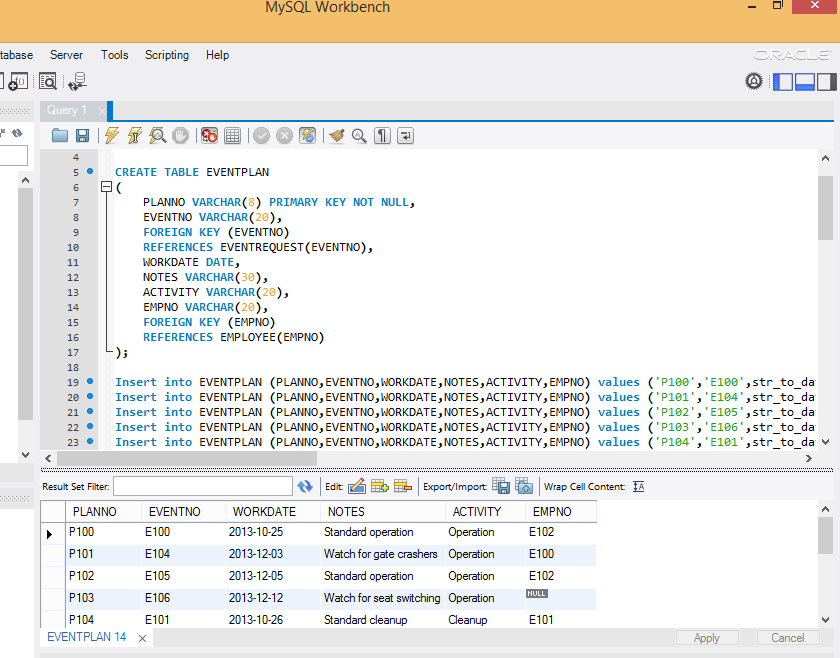 MySQL Workbench
tabase Server Tools Scripting Help
ORACLE
Query 1
4
5 CREATE TABLE EVENTPLAN
6 (
7 PLANNO VARCHAR(8) PRIMARY KEY NOT NULL,
8 EVENTNO VARCHAR(20),
9 FOREIGN KEY (EVENTNO)
10 REFERENCES EVENTREQUEST(EVENTNO),
11 WORKDATE DATE,
12 NOTES VARCHAR(30),
13 ACTIVITY VARCHAR(20),
14 EMPNO VARCHAR(20),
15 FOREIGN KEY (EMPNO)
16 REFERENCES EMPLOYEE(EMPNO)
17 );
18
19 Insert into EVENTPLAN (PLANNO,EVENTNO,WORKDATE,NOTES,ACTIVITY,EMPNO) values ('P100','E100',str_to_da
20 Insert into EVENTPLAN (PLANNO,EVENTNO,WORKDATE,NOTES,ACTIVITY,EMPNO) values ('P101','E104',str_to_da
21 Insert into EVENTPLAN (PLANNO,EVENTNO,WORKDATE,NOTES,ACTIVITY,EMPNO) values ('P102','E105',str_to_da
22 Insert into EVENTPLAN (PLANNO,EVENTNO,WORKDATE,NOTES,ACTIVITY,EMPNO) values ('P103','E106',str_to_da
23 Insert into EVENTPLAN (PLANNO,EVENTNO,WORKDATE,NOTES,ACTIVITY,EMPNO) values ('P104','E101',str_to_da
Result Set Filter: Edit: Export/Import: Wrap Cell Content:
PLANNO EVENTNO WORKDATE NOTES ACTIVITY EMPNO
P100 E100 2013-10-25 Standard operation Operation E102
P101 E104 2013-12-03 Watch for gate crashers Operation E100
P102 E105 2013-12-05 Standard operation Operation E102
P103 E106 2013-12-12 Watch for seat switching Operation NULL
P104 E101 2013-10-26 Standard cleanup Cleanup E101
EVENTPLAN 14 Apply Cancel